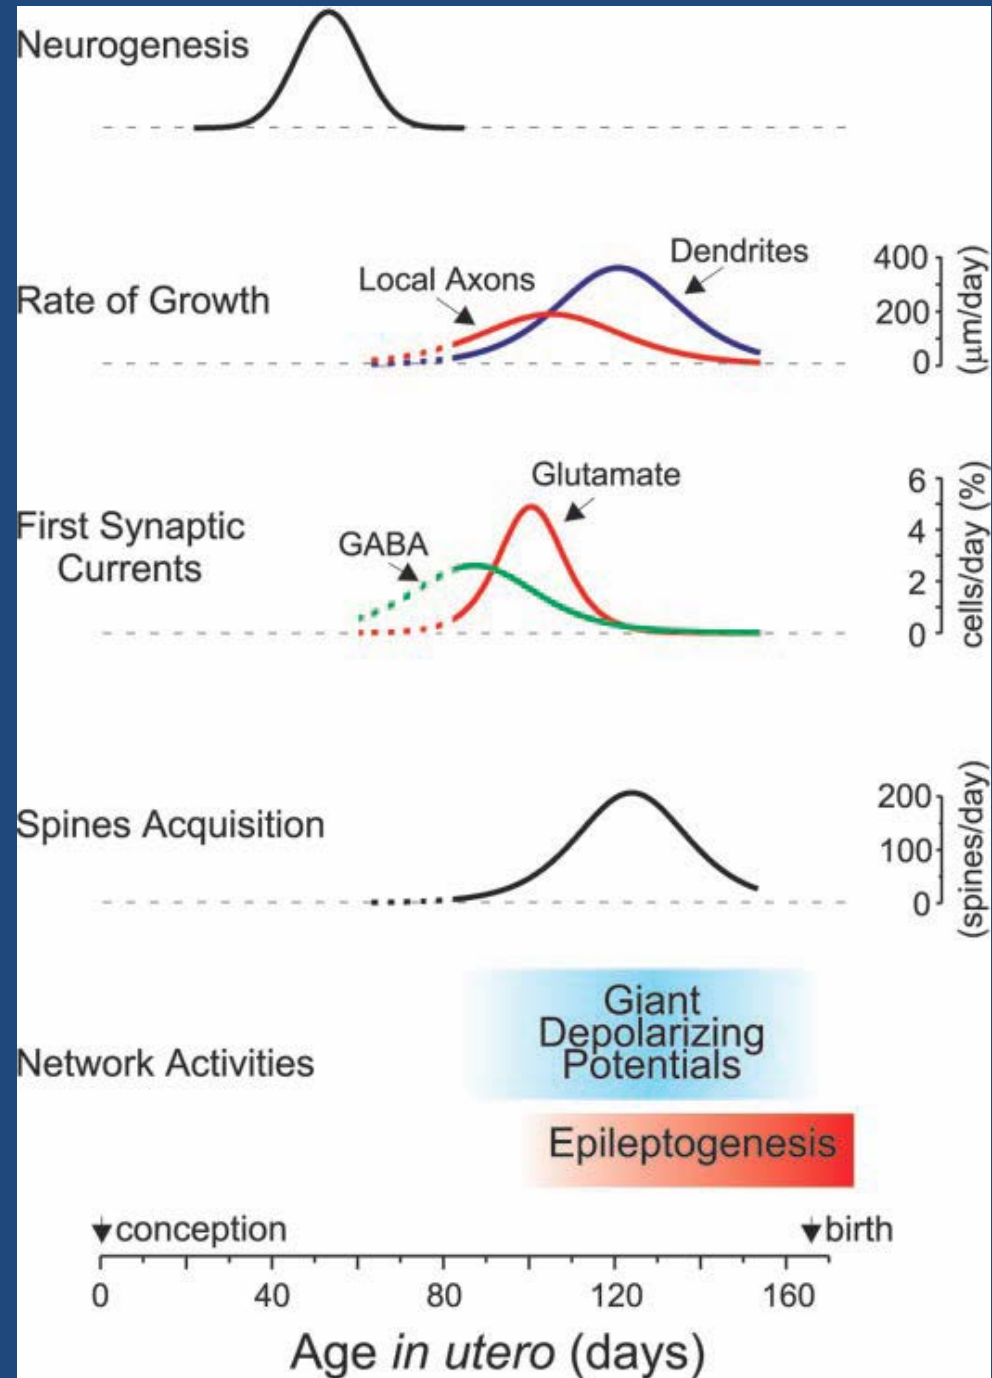 Neurogenesis
Dendrites
Local Axons
Rate of Growth
400
200
0
(µm/day)
Glutamate
GABA
First Synaptic
Currents
6
4
2
0
cells/day (%)
Spines Acquisition
200
100
0
(spines/day)
Giant
Depolarizing
Potentials
Network Activities
Epileptogenesis
conception
birth
0 40 80 120 160
Age in utero (days)